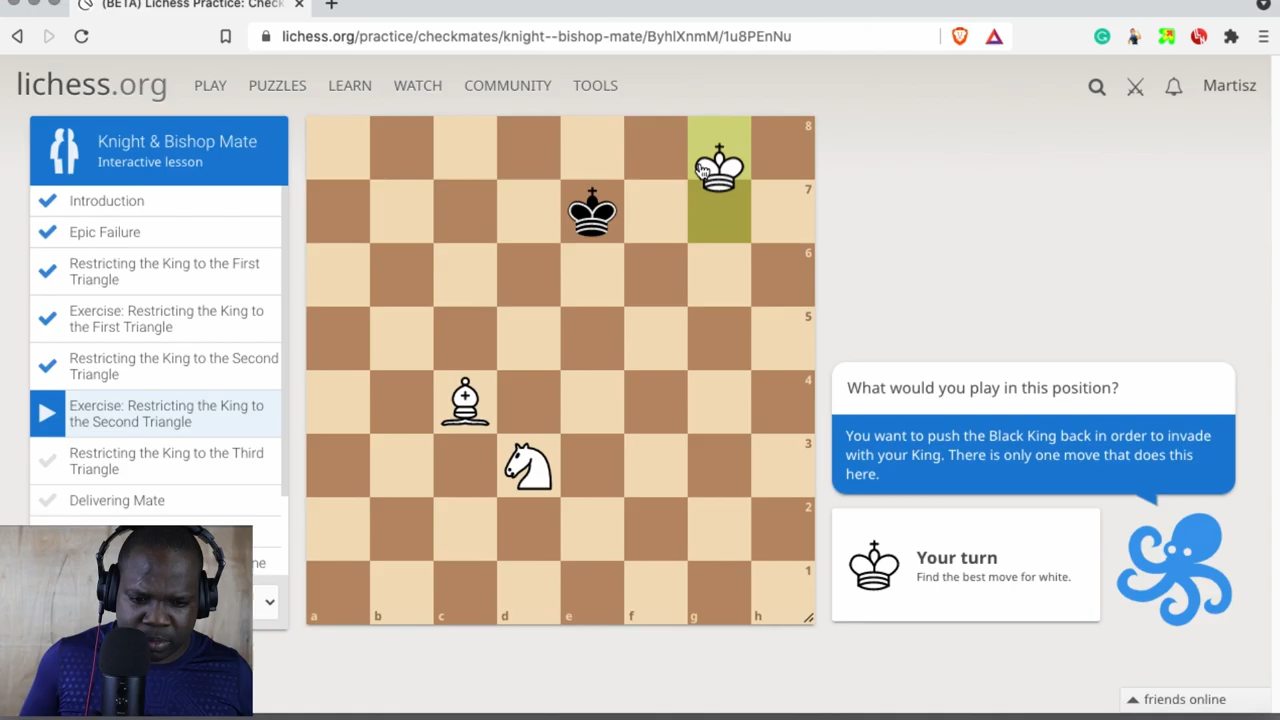 (BETA) Lichess Practice: Check
lichess.org/practice/checkmates/knight--bishop-mate/ByhlXnmM/1u8PEnNu
lichess.org PLAY PUZZLES LEARN WATCH COMMUNITY TOOLS Martisz
Knight & Bishop Mate
Interactive lesson
Introduction
Epic Failure
Restricting the King to the First
Triangle
Exercise: Restricting the King to
the First Triangle
Restricting the King to the Second
Triangle
Exercise: Restricting the King to
the Second Triangle
Restricting the King to the Third
Triangle
Delivering Mate
ne
8
7
6
5
4
3
2
1
a b c d e f g h
What would you play in this position?
You want to push the Black King back in order to invade
with your King. There is only one move that does this
here.
Your turn
Find the best move for white.
friends online